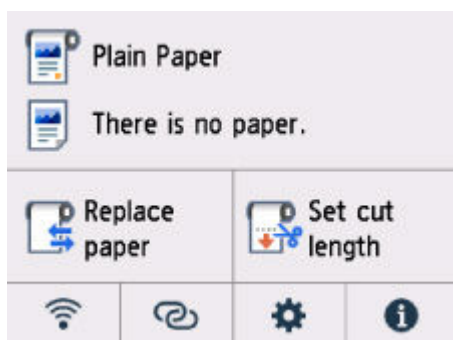 Plain Paper
There is no paper.
Replace
paper
Set cut
length